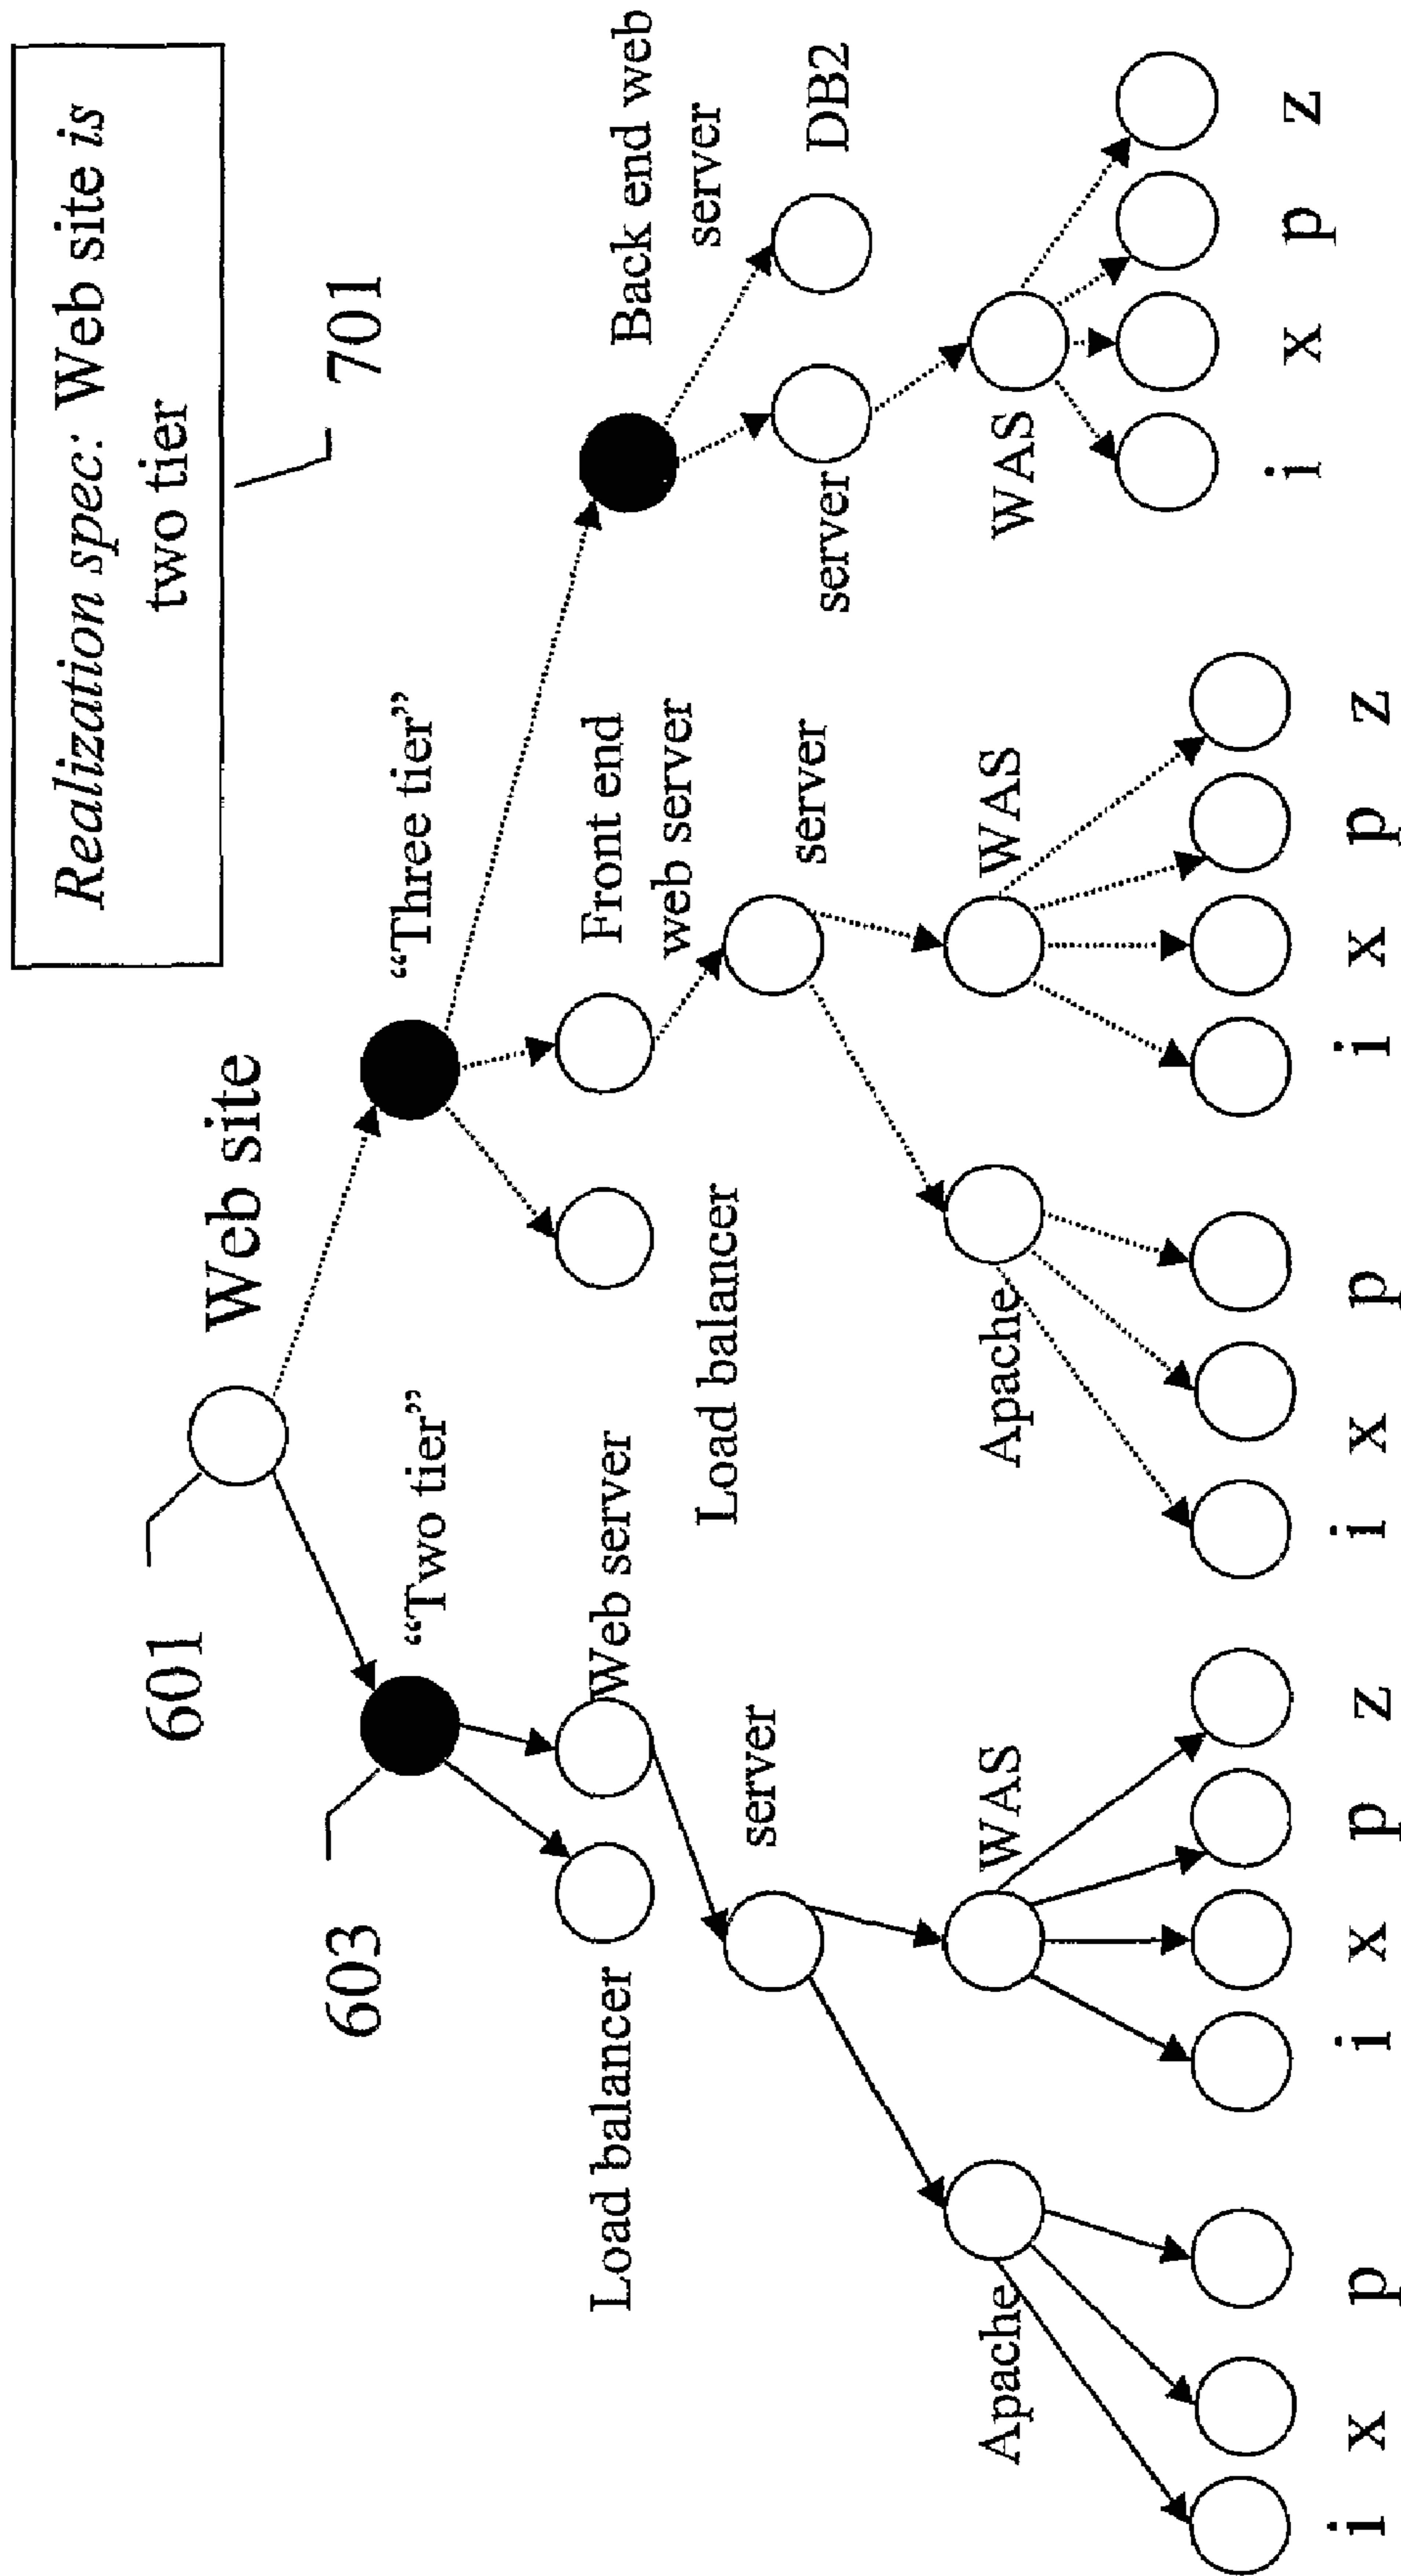 Realization spec: Web site is
two tier
701
601
Web site
603
“Two tier”
“Three tier”
Load balancer
Web server
Front end
web server
Back end web
server
Load balancer
server
server
server
DB2
Apache
WAS
Apache
WAS
WAS
i x p i x p z i x p i x p z i x p z